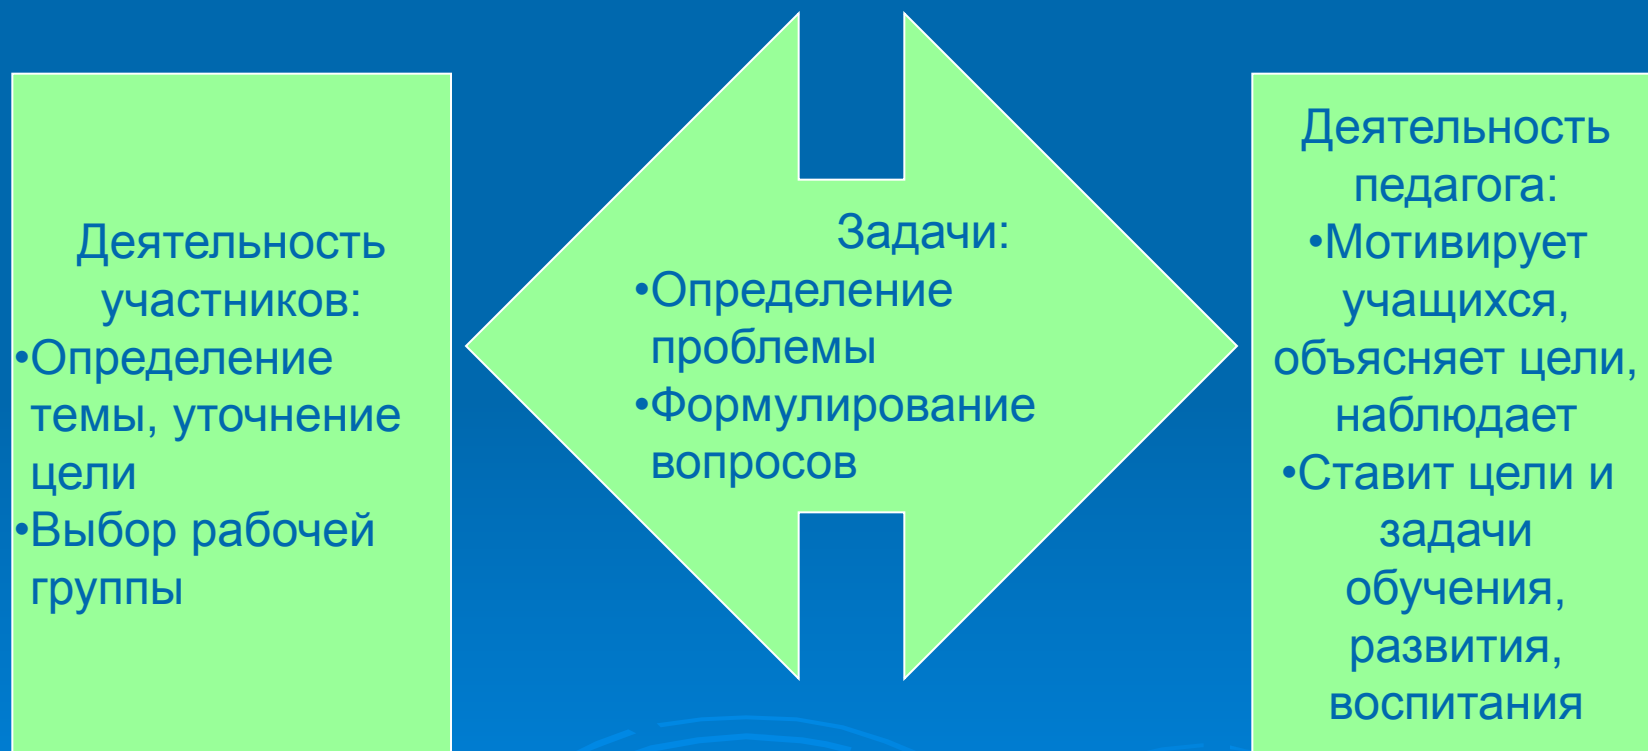 Деятельность
участников:
•Определение
темы, уточнение
цели
•Выбор рабочей
группы
Задачи:
•Определение
проблемы
•Формулирование
вопросов
Деятельность
педагога:
•Мотивирует
учащихся,
объясняет цели,
наблюдает
•Ставит цели и
задачи
обучения,
развития,
воспитания